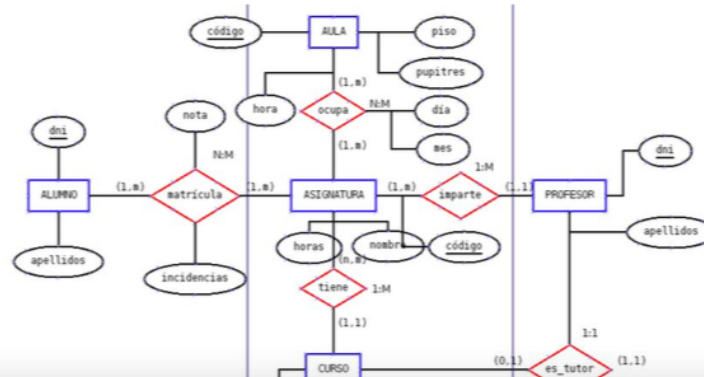 código
AULA
piso
pupitres
(1,m)
hora
ocupa
N:M
día
mes
nota
dni
N:M
(1,m)
1:M
dni
ALUMNO
(1,m)
matrícula
(1,m)
ASIGNATURA
(1,m)
imparte
(1,1)
PROFESOR
apellidos
horas
nombre
código
apellidos
incidencias
(n,m)
tiene
1:M
(1,1)
1:1
CURSO
(0,1)
es_tutor
(1,1)